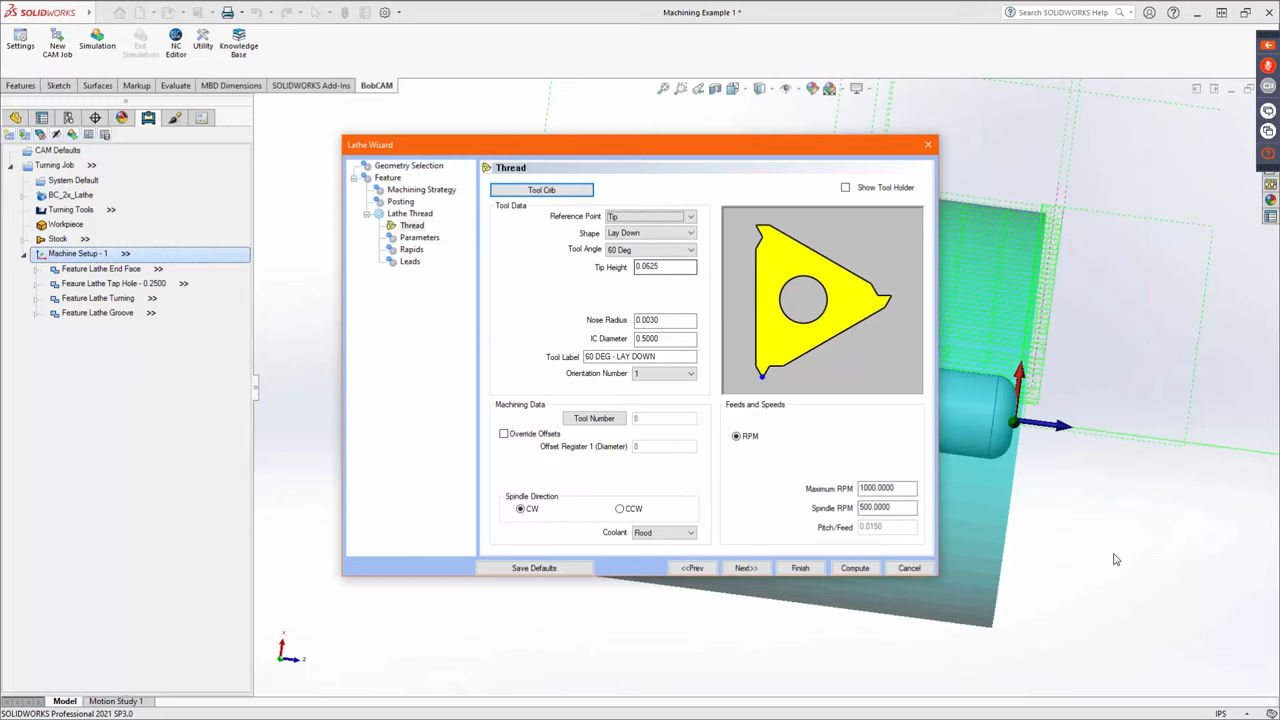 SOLIDWORKS
Machining Example 1 *
Search SOLIDWORKS Help
Settings
New CAM Job
Simulation
Exit Simulation
NC Editor
Utility
Knowledge Base
Features
Sketch
Surfaces
Markup
Evaluate
MBD Dimensions
SOLIDWORKS Add-Ins
BobCAM
CAM Defaults
Turning Job >>
System Default
BC_2x_Lathe
Turning Tools >>
Workpiece
Stock >>
Machine Setup - 1 >>
Feature Lathe End Face >>
Feaure Lathe Tap Hole - 0.2500 >>
Feature Lathe Turning >>
Feature Lathe Groove >>
Lathe Wizard
Geometry Selection
Feature
Machining Strategy
Posting
Lathe Thread
Thread
Parameters
Rapids
Leads
Thread
Tool Crib
Show Tool Holder
Tool Data
Reference Point Tip
Shape Lay Down
Tool Angle 60 Deg
Tip Height 0.0625
Nose Radius 0.0030
IC Diameter 0.5000
Tool Label 60 DEG - LAY DOWN
Orientation Number 1
Machining Data
Tool Number 8
Override Offsets
Offset Register 1 (Diameter) 8
Spindle Direction
CW CCW
Coolant Flood
Feeds and Speeds
RPM
Maximum RPM 1000.0000
Spindle RPM 500.0000
Pitch/Feed 0.0150
Save Defaults
<<Prev
Next>>
Finish
Compute
Cancel
x
z
Model
Motion Study 1
SOLIDWORKS Professional 2021 SP3.0
IPS